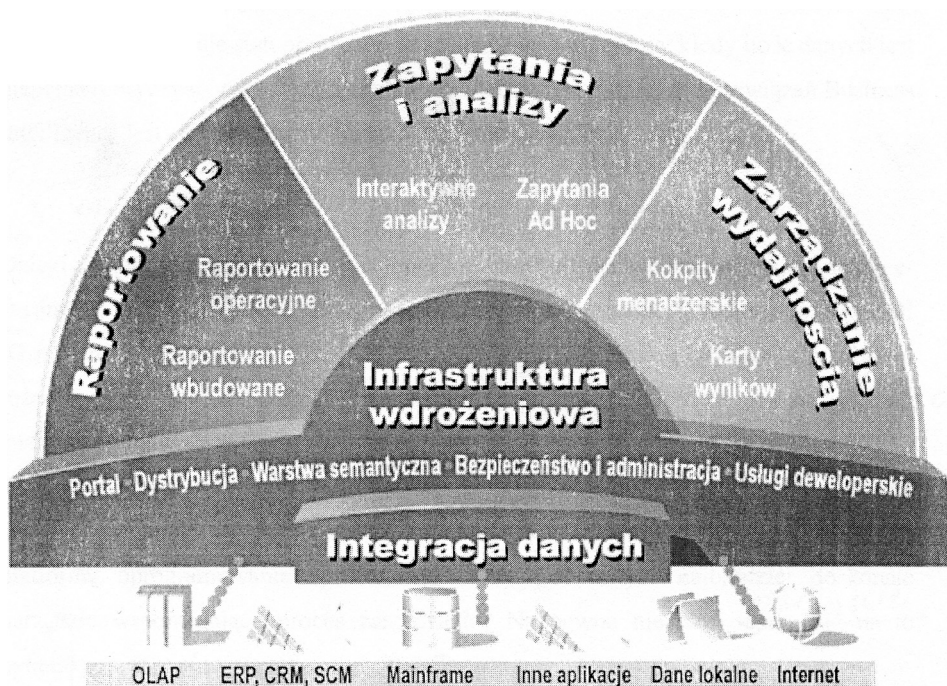 Zapytania
i analizy
Raportowanie
Zarządzanie
wydajnością
Interaktywne
analizy
Zapytania
Ad Hoc
Raportowanie
operacyjne
Raportowanie
wbudowane
Kokpity
menadżerskie
Karty
wyników
Infrastruktura
wdrożeniowa
Portal • Dystrybucja • Warstwa semantyczna • Bezpieczeństwo i administracja • Usługi deweloperskie
Integracja danych
OLAP ERP, CRM, SCM Mainframe Inne aplikacje Dane lokalne Internet